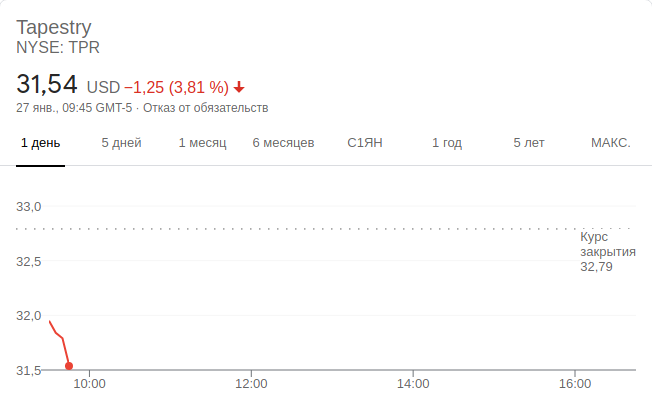 Tapestry
NYSE: TPR
31,54 USD −1,25 (3,81 %)
27 янв., 09:45 GMT-5 · Отказ от обязательств
1 день 5 дней 1 месяц 6 месяцев С1ЯН 1 год 5 лет МАКС.
33,0
Курс
закрытия
32,79
32,5
32,0
31,5
10:00 12:00 14:00 16:00